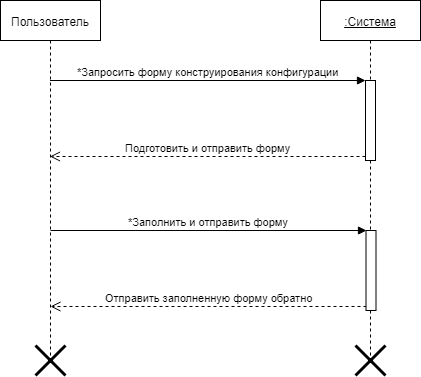 Пользователь
:Система
*Запросить форму конструирования конфигурации
Подготовить и отправить форму
*Заполнить и отправить форму
Отправить заполненную форму обратно